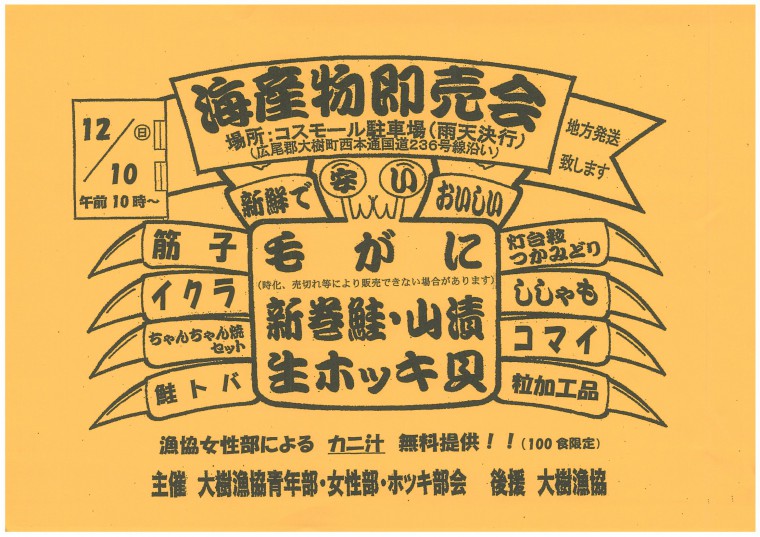 海産物即売会
場所:コスモール駐車場(雨天決行)
(広尾郡大樹町西本通国道236号線沿い)
12/10㊐
午前10時～
地方発送
致します
新鮮で
安い
おいしい
筋子
イクラ
ちゃんちゃん焼
セット
鮭トバ
毛がに
(時化、売切れ等により販売できない場合があります)
新巻鮭・山漬
生ホッキ貝
灯台粒
つかみどり
ししゃも
コマイ
粒加工品
漁協女性部による カニ汁 無料提供!!(100食限定)
主催 大樹漁協青年部・女性部・ホッキ部会 後援 大樹漁協